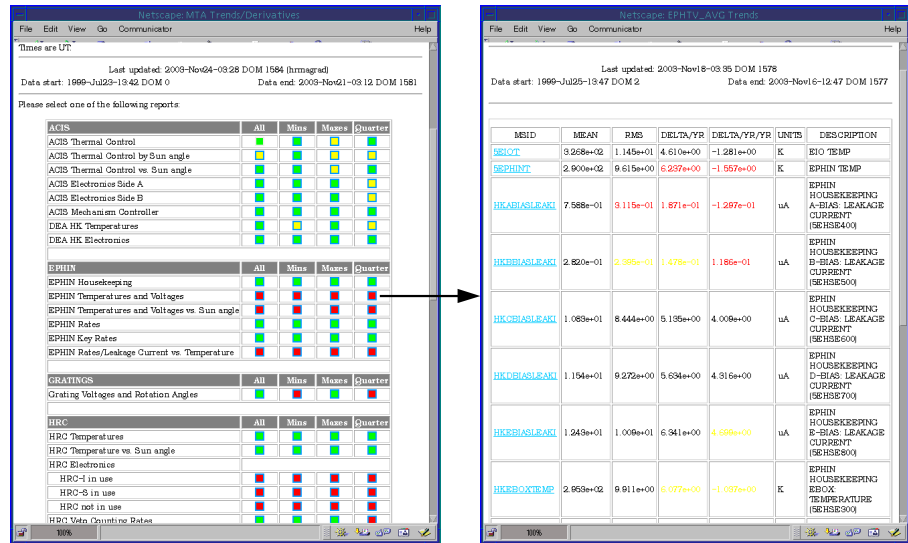 Netscape: MTA Trends/Derivatives
File Edit View Go Communicator Help
Times are UT:
Last updated: 2003-Nov24-03:28 DOM 1584 (hrmagrad)
Data start: 1999-Jul23-13:42 DOM 0 Data end: 2003-Nov21-03:12 DOM 1581
Please select one of the following reports:
ACIS All Mins Maxes Quarter
ACIS Thermal Control
ACIS Thermal Control by Sun angle
ACIS Thermal Control vs. Sun angle
ACIS Electronics Side A
ACIS Electronics Side B
ACIS Mechanism Controller
DEA HK Temperatures
DEA HK Electronics
EPHIN All Mins Maxes Quarter
EPHIN Housekeeping
EPHIN Temperatures and Voltages
EPHIN Temperatures and Voltages vs. Sun angle
EPHIN Rates
EPHIN Key Rates
EPHIN Rates/Leakage Current vs. Temperature
GRATINGS All Mins Maxes Quarter
Grating Voltages and Rotation Angles
HRC All Mins Maxes Quarter
HRC Temperatures
HRC Temperature vs. Sun angle
HRC Electronics
HRC-I in use
HRC-S in use
HRC not in use
HRC Veto Counting Rates
100%
Netscape: EPHTV_AVG Trends
File Edit View Go Communicator Help
Last updated: 2003-Nov18-03:35 DOM 1578
Data start: 1999-Jul25-13:47 DOM 2 Data end: 2003-Nov16-12:47 DOM 1577
MSID MEAN RMS DELTA/YR DELTA/YR/YR UNITS DESCRIPTION
5EIOT 3.268e+02 1.145e+01 4.610e+00 -1.281e+00 K EIO TEMP
5EPHINT 2.900e+02 9.615e+00 6.237e+00 -1.557e+00 K EPHIN TEMP
HKABIASLEAKI 7.588e-01 3.115e-01 1.871e-01 -1.297e-01 uA EPHIN
HOUSEKEEPING
A-BIAS: LEAKAGE
CURRENT
(5EHSE400)
HKBBIASLEAKI 2.820e-01 1.186e-01 uA EPHIN
HOUSEKEEPING
B-BIAS: LEAKAGE
CURRENT
(5EHSE500)
HKCBIASLEAKI 1.083e+01 8.444e+00 5.135e+00 4.009e+00 uA EPHIN
HOUSEKEEPING
C-BIAS: LEAKAGE
CURRENT
(5EHSE600)
HKDBIASLEAKI 1.154e+01 9.272e+00 5.634e+00 4.316e+00 uA EPHIN
HOUSEKEEPING
D-BIAS: LEAKAGE
CURRENT
(5EHSE700)
HKEBIASLEAKI 1.243e+01 1.009e+01 6.341e+00 uA EPHIN
HOUSEKEEPING
E-BIAS: LEAKAGE
CURRENT
(5EHSE800)
HKEBOXTEMP 2.953e+02 9.911e+00 K EPHIN
HOUSEKEEPING
EBOX:
TEMPERATURE
(5EHSE300)
100%